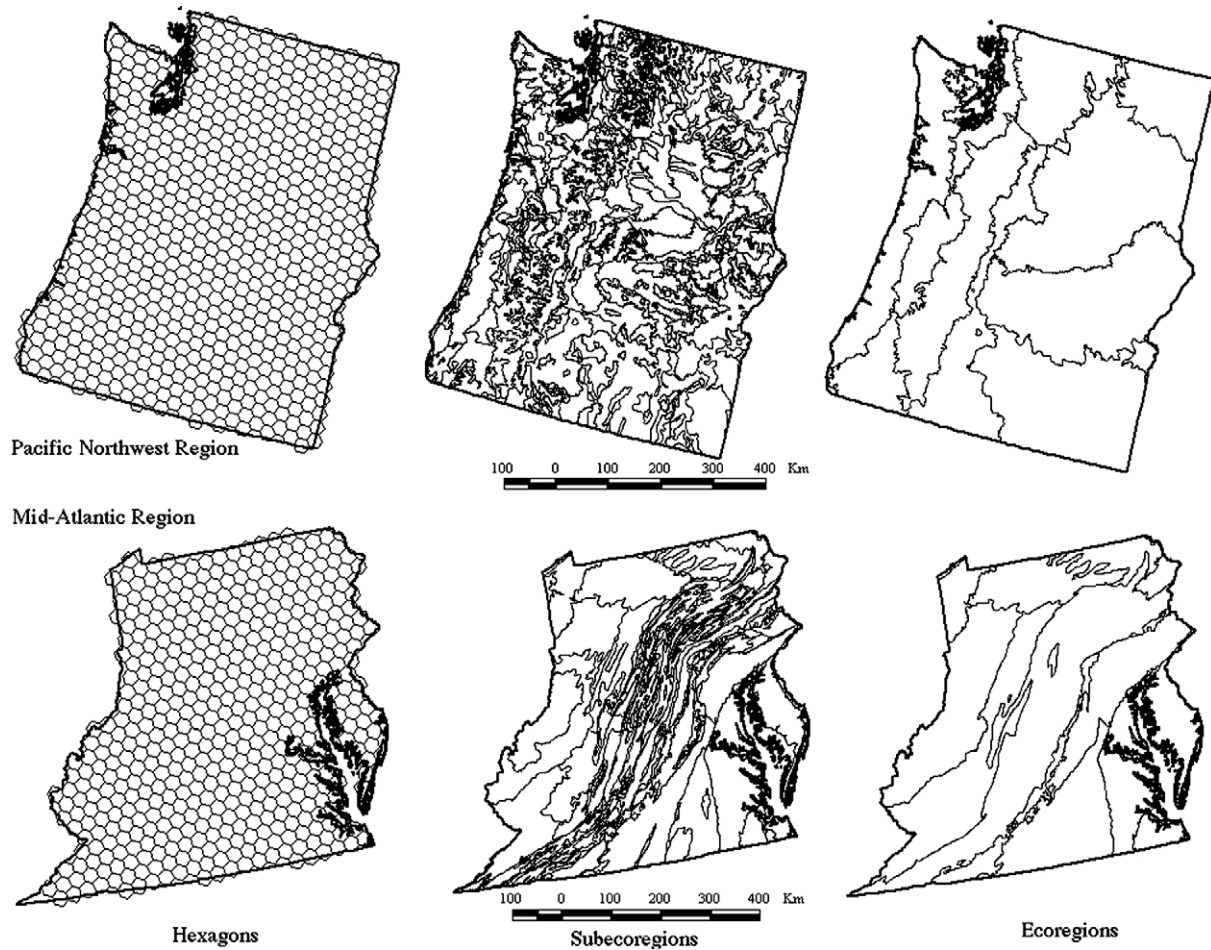 Pacific Northwest Region
100 0 100 200 300 400 Km
Mid-Atlantic Region
100 0 100 200 300 400 Km
Hexagons
Subecoregions
Ecoregions